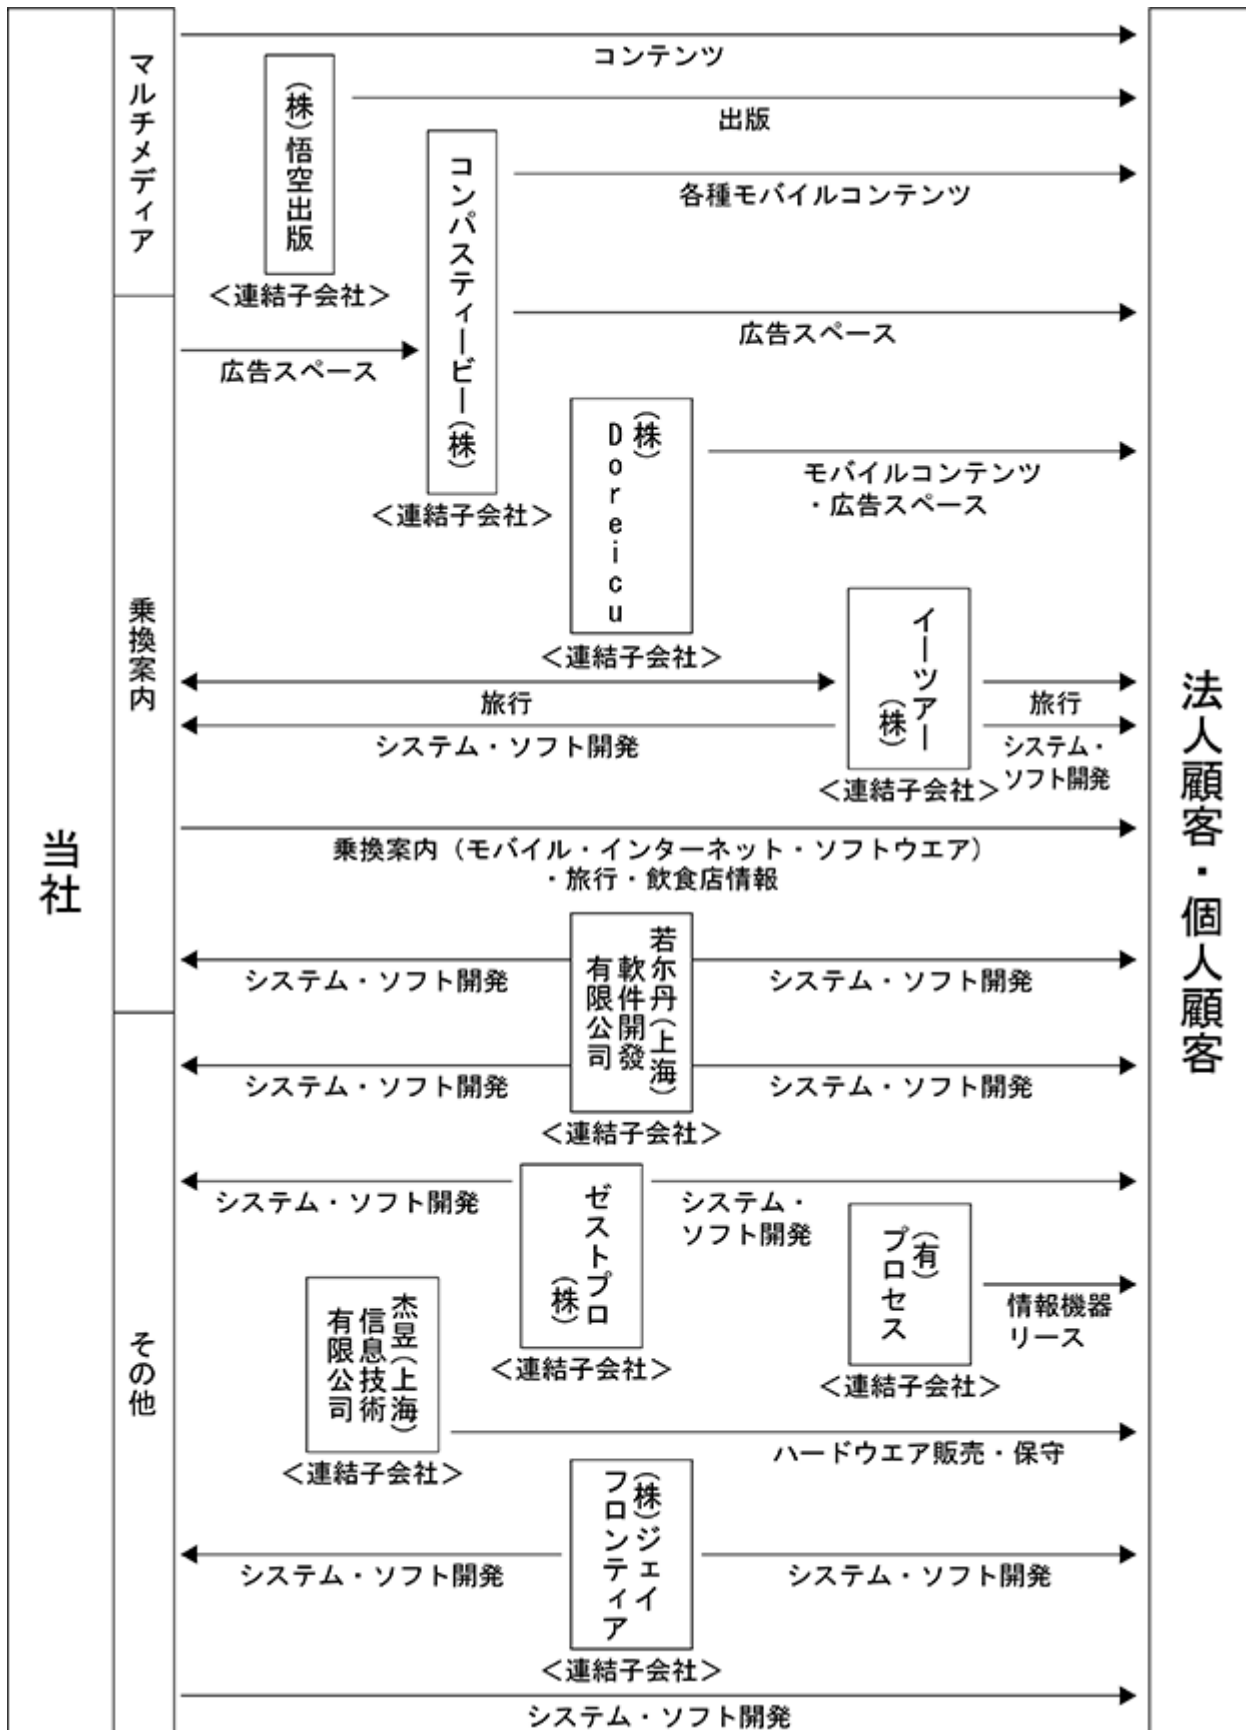 当社
マルチメディア
乗換案内
その他
コンテンツ
(株)悟空出版
<連結子会社>
出版
コンパスティービー(株)
<連結子会社>
各種モバイルコンテンツ
広告スペース
広告スペース
(株)
Doreicu
<連結子会社>
モバイルコンテンツ
・広告スペース
イーツアー
(株)
<連結子会社>
旅行
システム・ソフト開発
旅行
システム・
ソフト開発
乗換案内(モバイル・インターネット・ソフトウエア)
・旅行・飲食店情報
若尓丹(上海)
軟件開發
有限公司
<連結子会社>
システム・ソフト開発
システム・ソフト開発
システム・ソフト開発
システム・ソフト開発
ゼストプロ
(株)
<連結子会社>
システム・ソフト開発
システム・
ソフト開発
(有)
プロセス
<連結子会社>
情報機器
リース
杰昱(上海)
信息技術
有限公司
<連結子会社>
ハードウエア販売・保守
(株)ジェイ
フロンティア
<連結子会社>
システム・ソフト開発
システム・ソフト開発
システム・ソフト開発
法人顧客・個人顧客